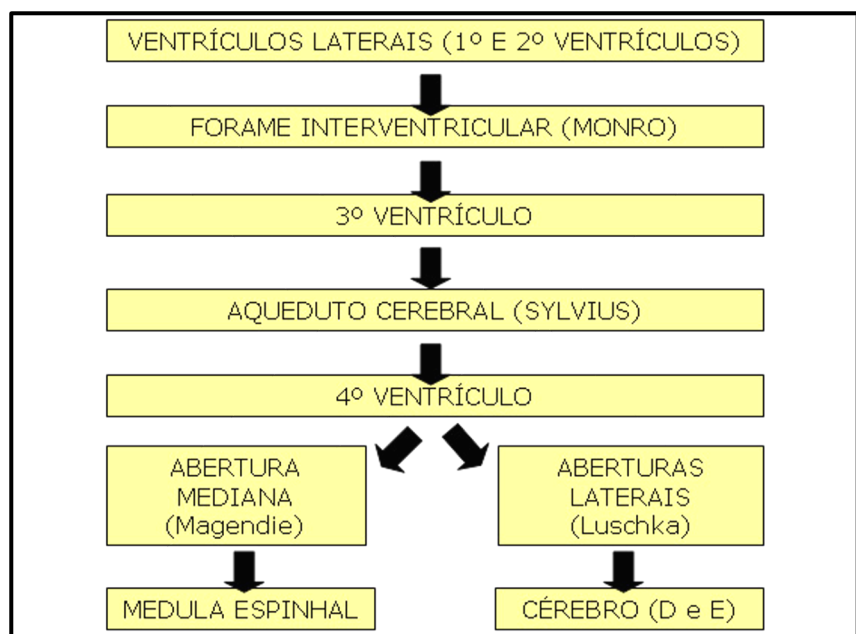 VENTRÍCULOS LATERAIS (1º E 2º VENTRÍCULOS)
FORAME INTERVENTRICULAR (MONRO)
3º VENTRÍCULO
AQUEDUTO CEREBRAL (SYLVIUS)
4º VENTRÍCULO
ABERTURA
MEDIANA
(Magendie)
ABERTURAS
LATERAIS
(Luschka)
MEDULA ESPINHAL
CÉREBRO (D e E)